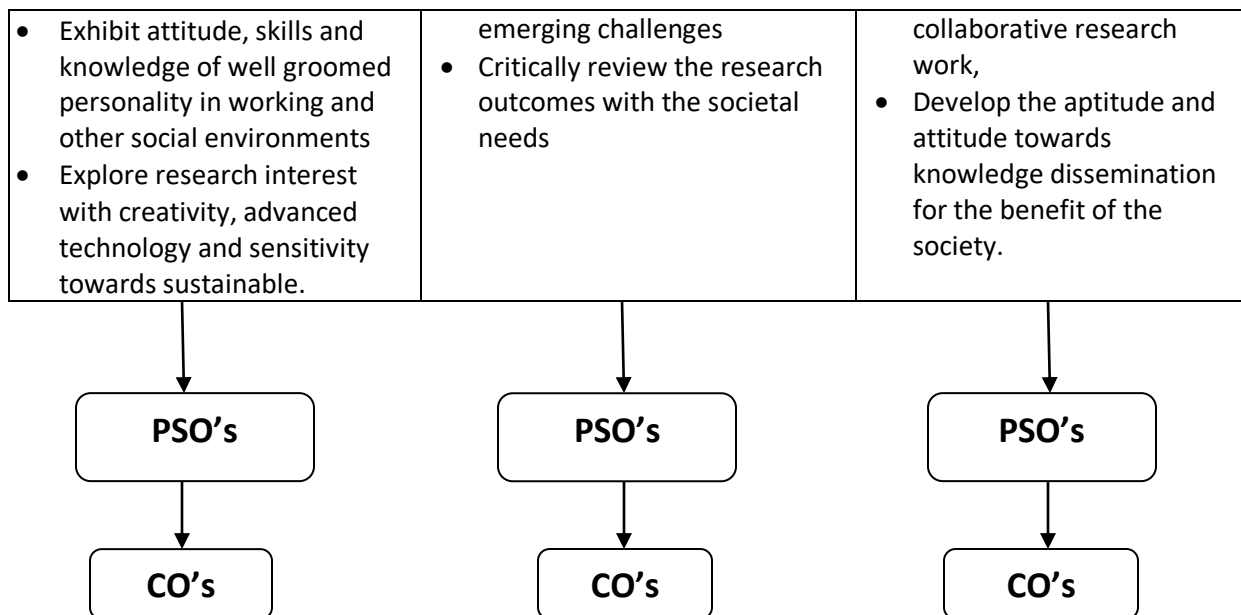 • Exhibit attitude, skills and
knowledge of well groomed
personality in working and
other social environments
• Explore research interest
with creativity, advanced
technology and sensitivity
towards sustainable.
emerging challenges
• Critically review the research
outcomes with the societal
needs
collaborative research
work,
• Develop the aptitude and
attitude towards
knowledge dissemination
for the benefit of the
society.
PSO’s
PSO’s
PSO’s
CO’s
CO’s
CO’s